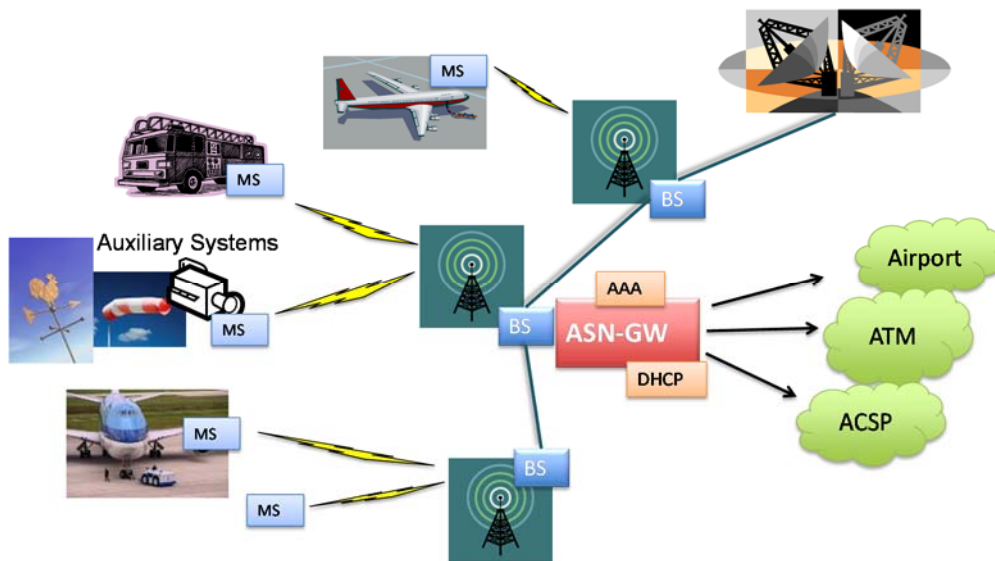 MS
MS
BS
Auxiliary Systems
MS
AAA
BS
ASN-GW
DHCP
Airport
ATM
ACSP
MS
BS
MS